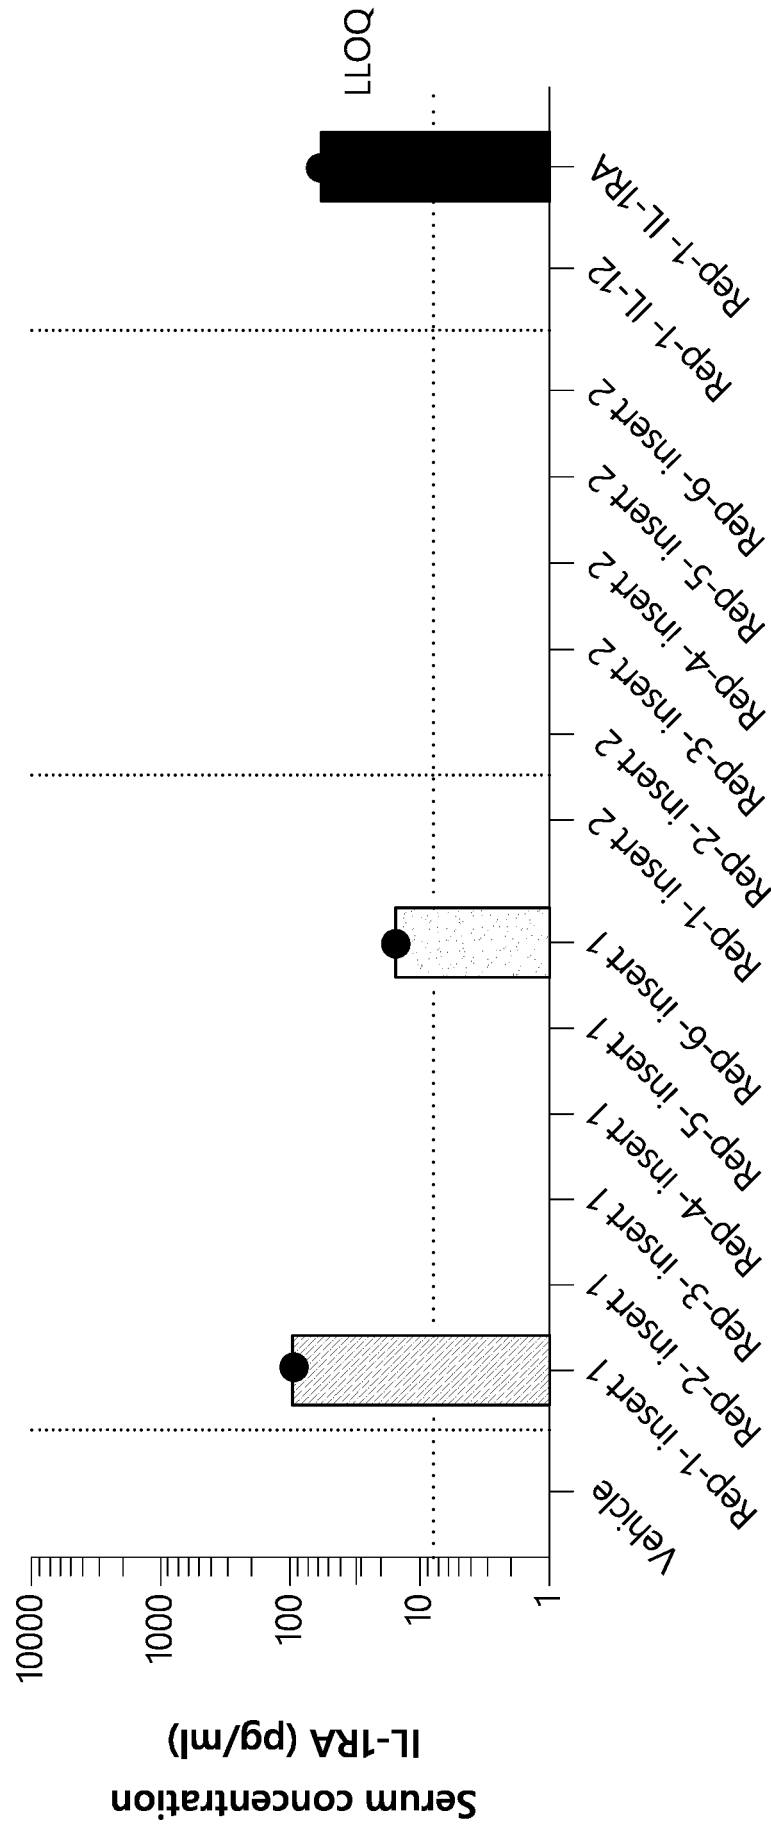 Serum concentration
IL-1RA (pg/ml)
10000
1000
100
10
1
LLOQ
Vehicle
Rep-1- insert 1
Rep-2- insert 1
Rep-3- insert 1
Rep-4- insert 1
Rep-5- insert 1
Rep-6- insert 1
Rep-1- insert 2
Rep-2- insert 2
Rep-3- insert 2
Rep-4- insert 2
Rep-5- insert 2
Rep-6- insert 2
Rep-1- IL-12
Rep-1- IL-1RA